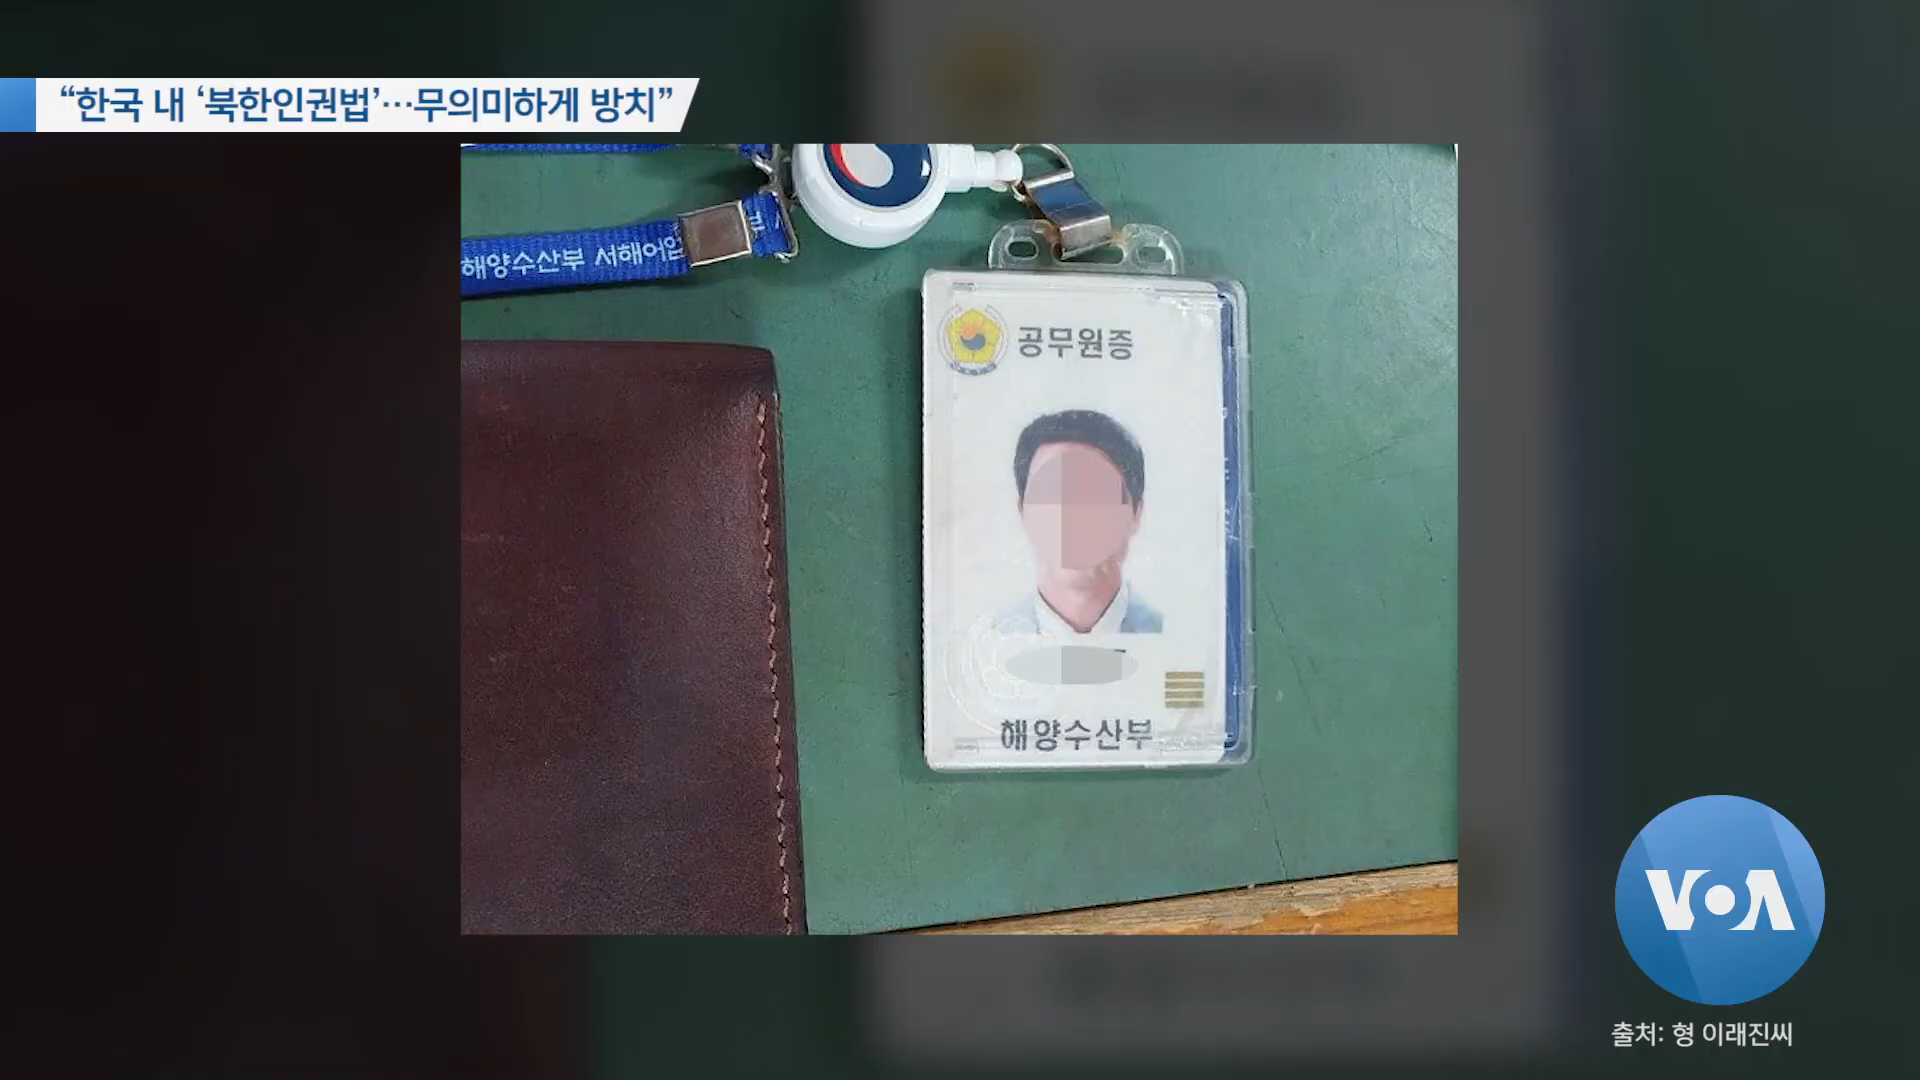 “한국 내 ‘북한인권법’…무의미하게 방치”
해양수산부 서해어업
공무원증
해양수산부
VOA
출처: 형 이래진씨